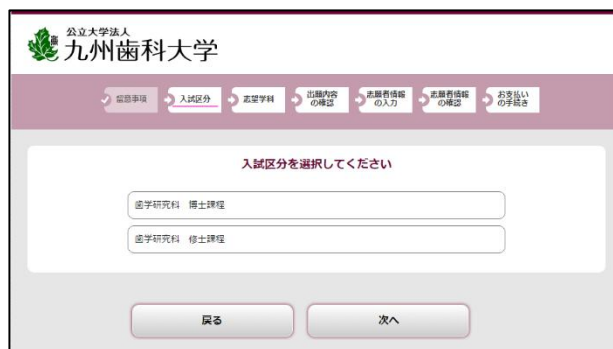 公立大学法人
九州歯科大学
留意事項
入試区分
志望学科
出願内容
の確認
志願者情報
の入力
志願者情報
の確認
お支払い
の手続き
入試区分を選択してください
歯学研究科 博士課程
歯学研究科 修士課程
戻る
次へ